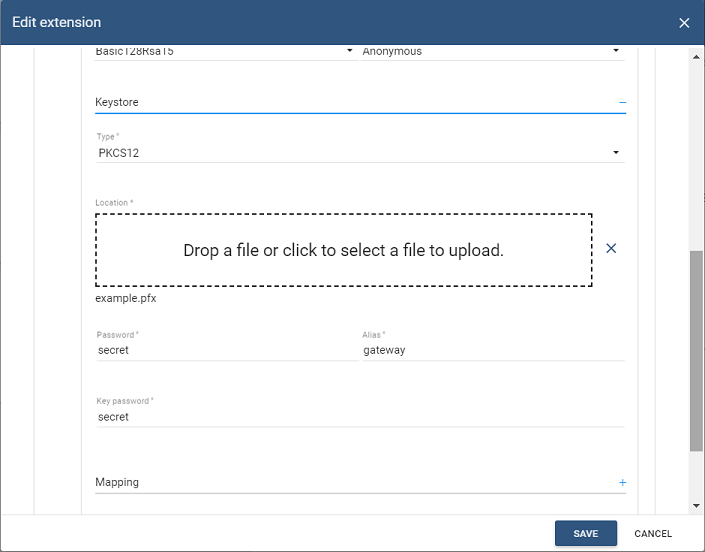 Edit extension
Basic128Rsa15 Anonymous
Keystore
Type *
PKCS12
Location *
Drop a file or click to select a file to upload.
example.pfx
Password * Alias *
secret gateway
Key password *
secret
Mapping
SAVE CANCEL